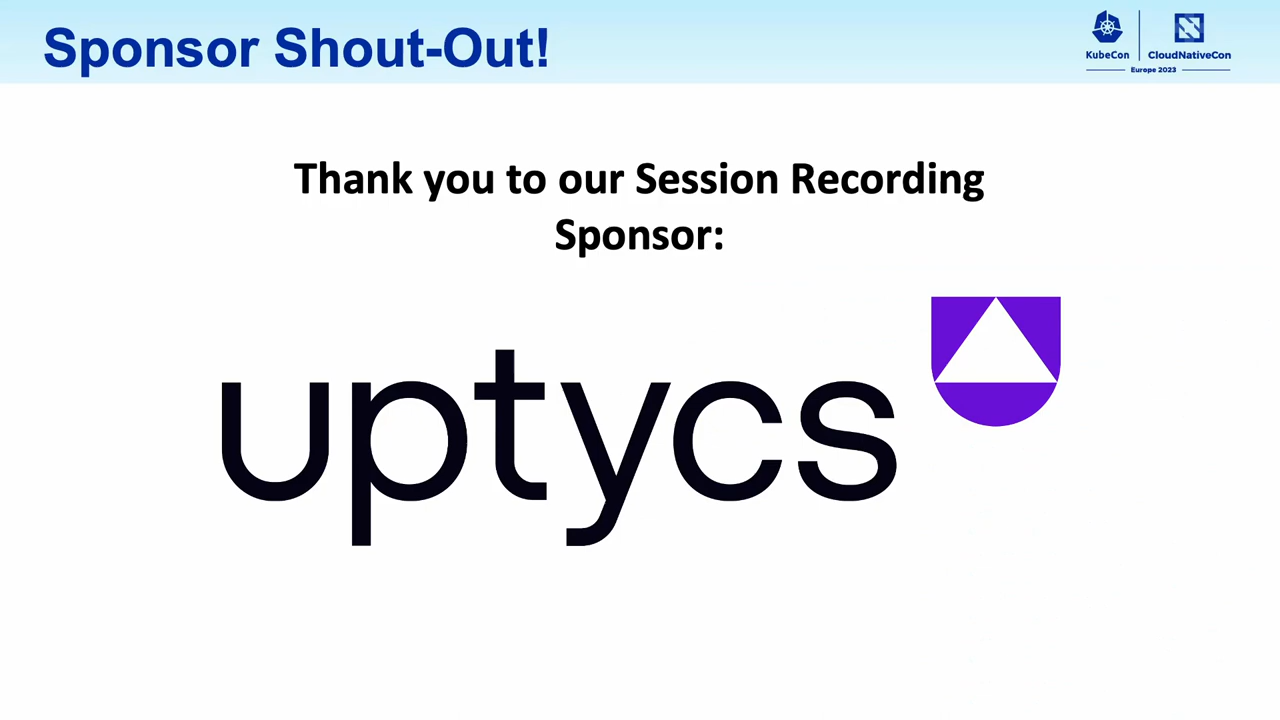 Sponsor Shout-Out!
KubeCon
CloudNativeCon
Europe 2023
Thank you to our Session Recording
Sponsor:
uptycs